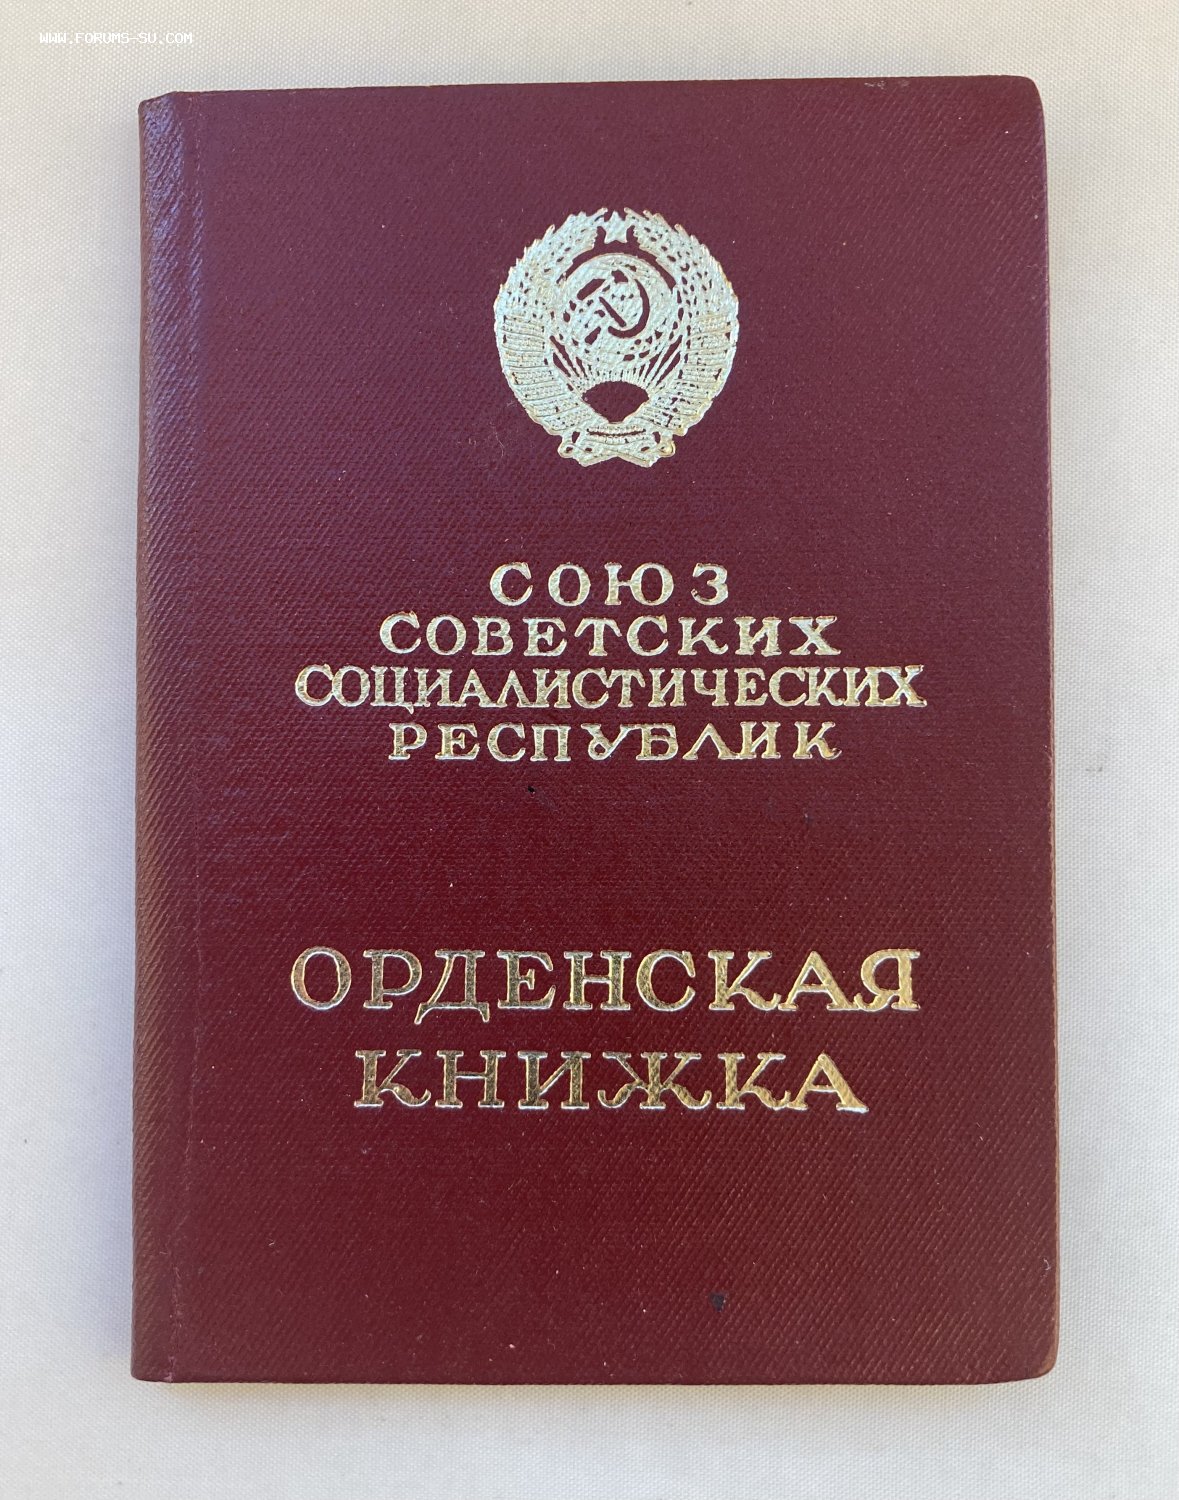 WWW.FORUMS-SU.COM
СОЮЗ
СОВЕТСКИХ
СОЦИАЛИСТИЧЕСКИХ
РЕСПУБЛИК
ОРДЕНСКАЯ
КНИЖКА